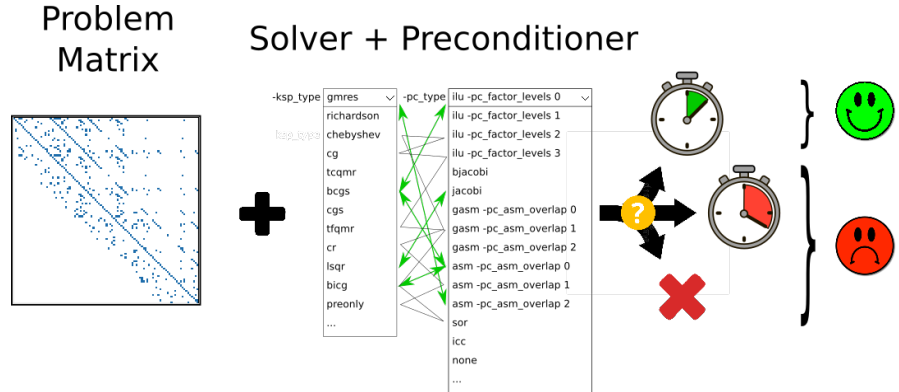 Problem
Matrix
Solver + Preconditioner
-ksp_type
gmres
richardson
chebyshev
cg
tcqmr
bcgs
cgs
tfqmr
cr
lsqr
bicg
preonly
...
-pc_type
ilu -pc_factor_levels 0
ilu -pc_factor_levels 1
ilu -pc_factor_levels 2
ilu -pc_factor_levels 3
bjacobi
jacobi
gasm -pc_asm_overlap 0
gasm -pc_asm_overlap 1
gasm -pc_asm_overlap 2
asm -pc_asm_overlap 0
asm -pc_asm_overlap 1
asm -pc_asm_overlap 2
sor
icc
none
...
?